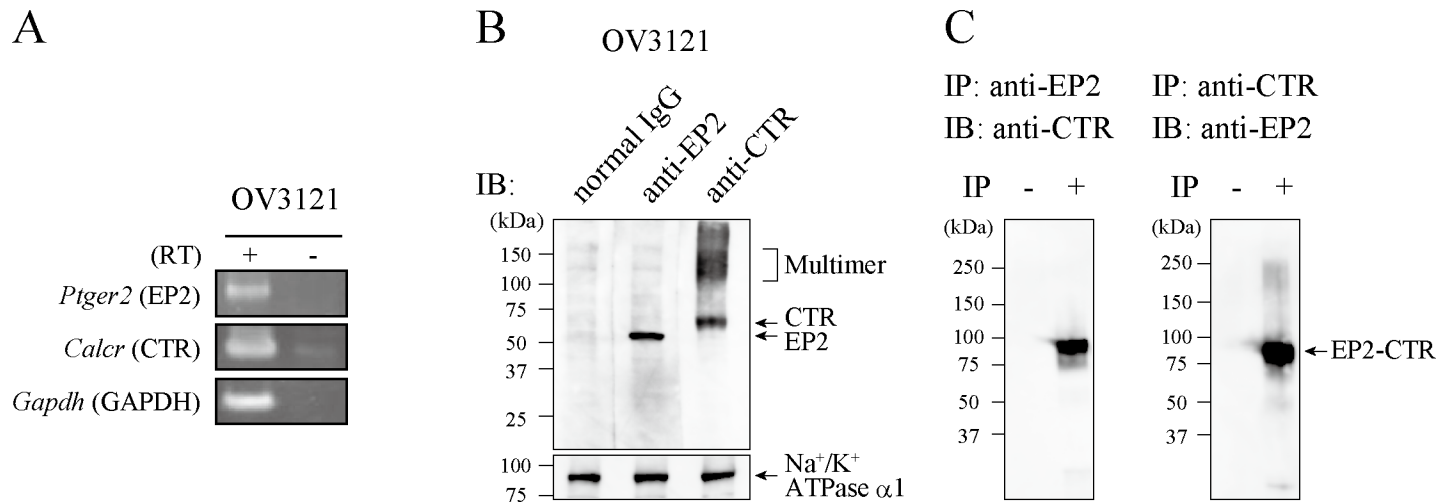 A
OV3121
(RT) + -
Ptger2 (EP2)
Calcr (CTR)
Gapdh (GAPDH)
B
OV3121
IB: normal IgG anti-EP2 anti-CTR
(kDa)
150
100
75
50
37
25
Multimer
CTR
EP2
100
75
Na⁺/K⁺
ATPase α1
C
IP: anti-EP2
IB: anti-CTR
IP - +
(kDa)
250
150
100
75
50
37
IP: anti-CTR
IB: anti-EP2
IP - +
(kDa)
250
150
100
75
50
37
EP2-CTR